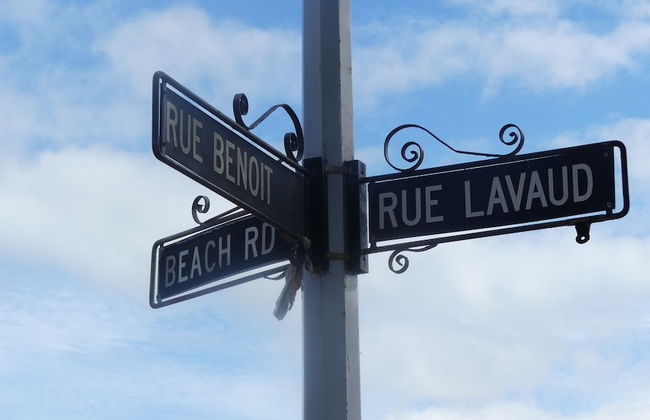 RUE BENOIT
BEACH RD
RUE LAVAUD